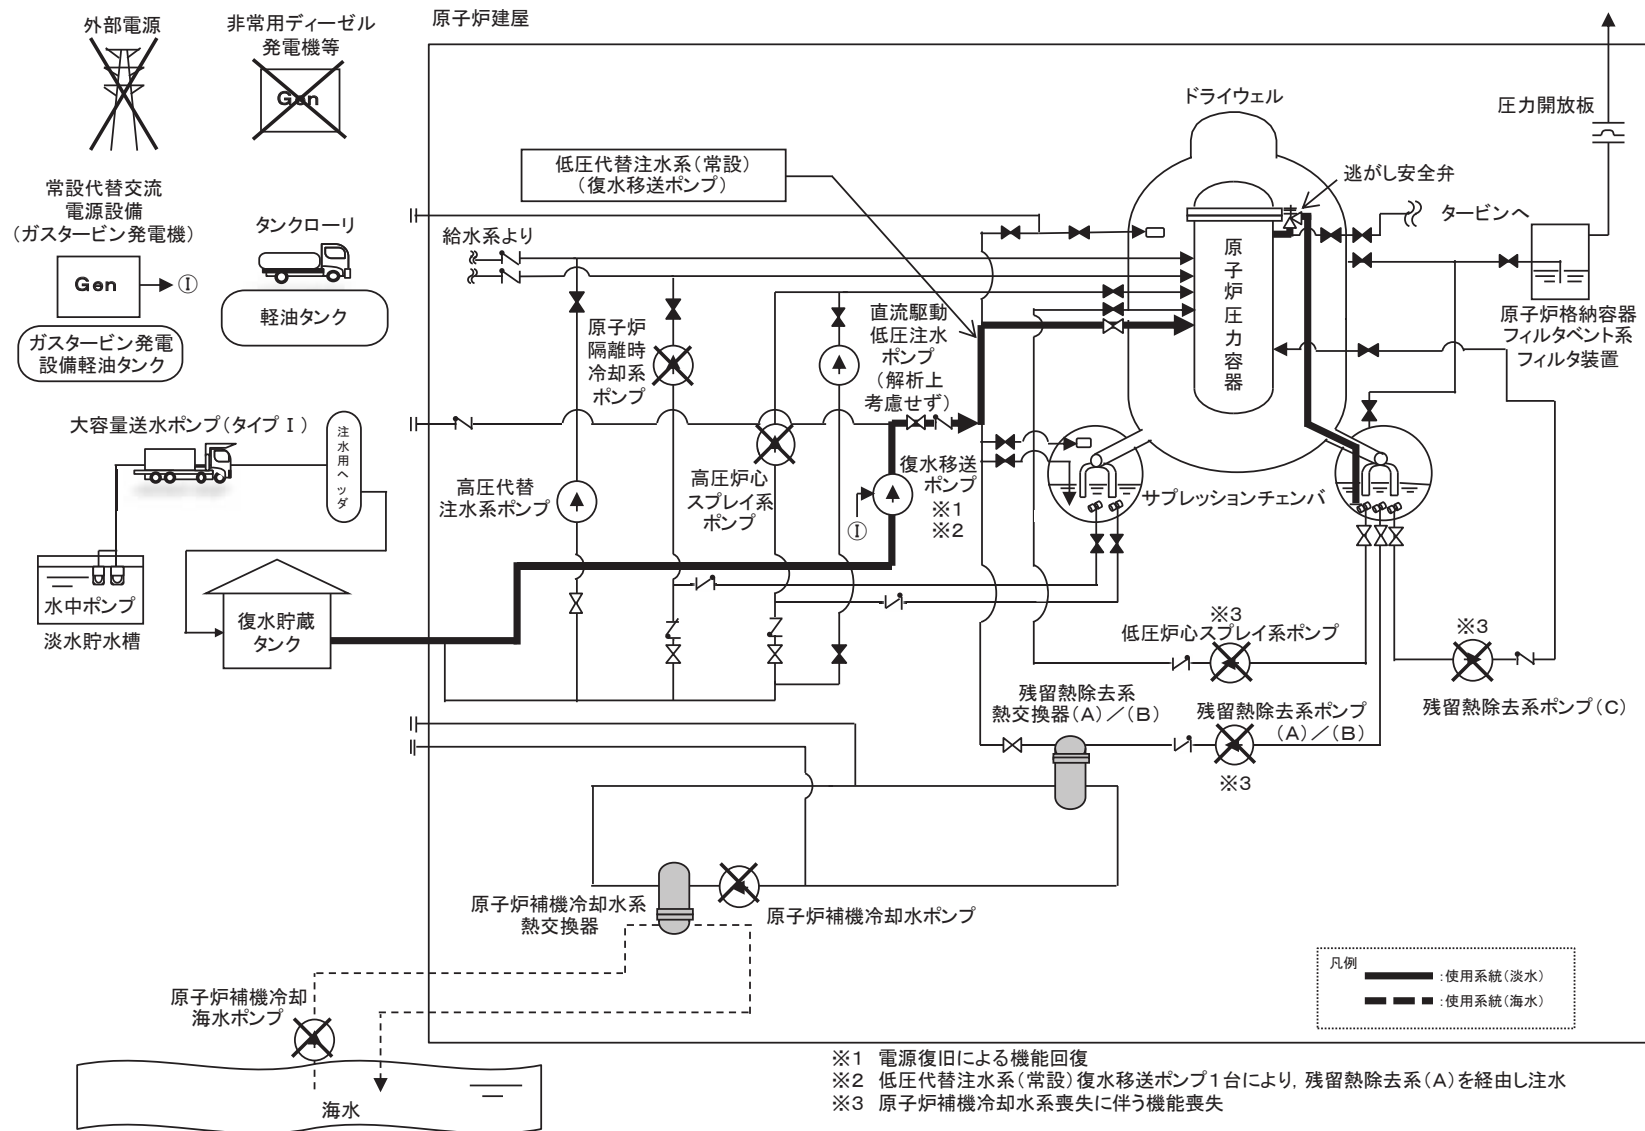 原子炉建屋
外部電源
非常用ディーゼル
発電機等
Gen
常設代替交流
電源設備
(ガスタービン発電機)
Gen
Ⓘ
ガスタービン発電
設備軽油タンク
タンクローリ
軽油タンク
大容量送水ポンプ(タイプⅠ)
注水用ヘッダ
水中ポンプ
淡水貯水槽
復水貯蔵
タンク
低圧代替注水系(常設)
(復水移送ポンプ)
給水系より
ドライウェル
逃がし安全弁
タービンへ
圧力開放板
原子炉圧力容器
原子炉格納容器
フィルタベント系
フィルタ装置
原子炉
隔離時
冷却系
ポンプ
直流駆動
低圧注水
ポンプ
(解析上
考慮せず)
高圧代替
注水系ポンプ
高圧炉心
スプレイ系
ポンプ
復水移送
ポンプ
※1
※2
Ⓘ
サプレッションチェンバ
※3
低圧炉心スプレイ系ポンプ
※3
残留熱除去系ポンプ(C)
残留熱除去系
熱交換器(A)/(B)
残留熱除去系ポンプ
(A)/(B)
※3
原子炉補機冷却水系
熱交換器
原子炉補機冷却水ポンプ
原子炉補機冷却
海水ポンプ
海水
凡例
:使用系統(淡水)
:使用系統(海水)
※1 電源復旧による機能回復
※2 低圧代替注水系(常設)復水移送ポンプ1台により,残留熱除去系(A)を経由し注水
※3 原子炉補機冷却水系喪失に伴う機能喪失